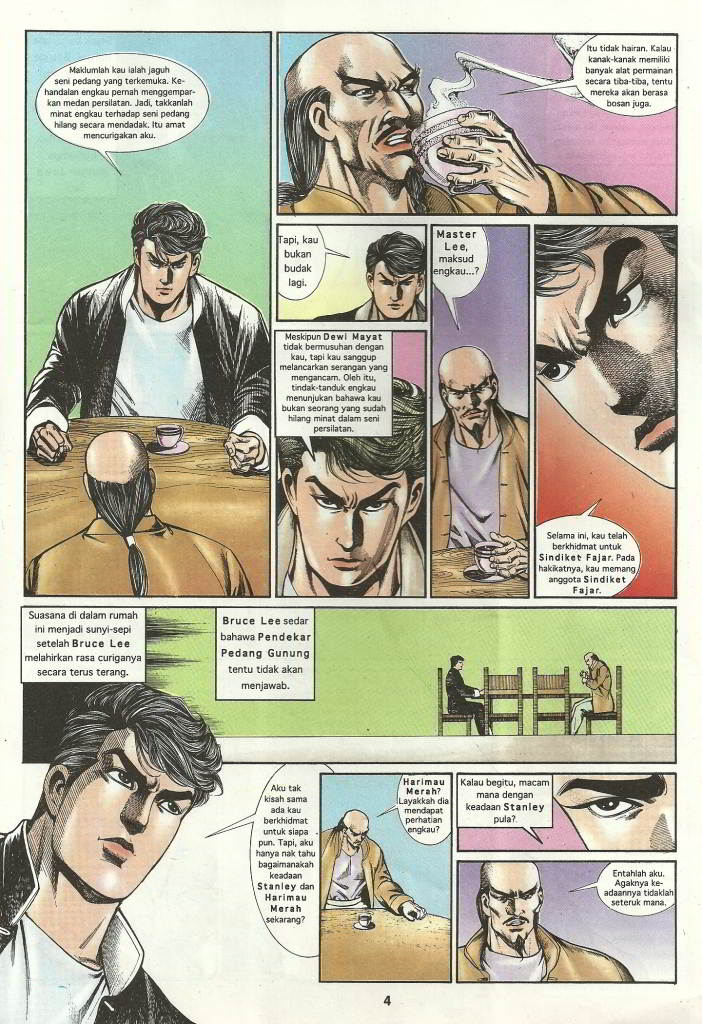 Maklumlah kau ialah jaguh
seni pedang yang terkemuka. Ke-
handalan engkau pernah menggempar-
kan medan persilatan. Jadi, takkanlah
minat engkau terhadap seni pedang
hilang secara mendadak. Itu amat
mencurigakan aku.
Itu tidak hairan. Kalau
kanak-kanak memiliki
banyak alat permainan
secara tiba-tiba, tentu
mereka akan berasa
bosan juga.
Tapi, kau
bukan
budak
lagi.
Meskipun Dewi Mayat
tidak bermusuhan dengan
kau, tapi kau sanggup
melancarkan serangan yang
mengancam. Oleh itu,
tindak-tanduk engkau
menunjukan bahawa kau
bukan seorang yang sudah
hilang minat dalam seni
persilatan.
Master
Lee,
maksud
engkau...?
Selama ini, kau telah
berkhidmat untuk
Sindiket Fajar. Pada
hakikatnya, kau memang
anggota Sindiket
Fajar.
Suasana di dalam rumah
ini menjadi sunyi-sepi
setelah Bruce Lee
melahirkan rasa curiganya
secara terus terang.
Bruce Lee sedar
bahawa Pendekar
Pedang Gunung
tentu tidak akan
menjawab.
Aku tak
kisah sama
ada kau
berkhidmat
untuk siapa
pun. Tapi, aku
hanya nak tahu
bagaimanakah
keadaan
Stanley dan
Harimau
Merah
sekarang?
Harimau
Merah?
Layakkah dia
mendapat
perhatian
engkau?
Kalau begitu, macam
mana dengan
keadaan Stanley
pula?.
Entahlah aku.
Agaknya ke-
adaannya tidaklah
seteruk mana.
4